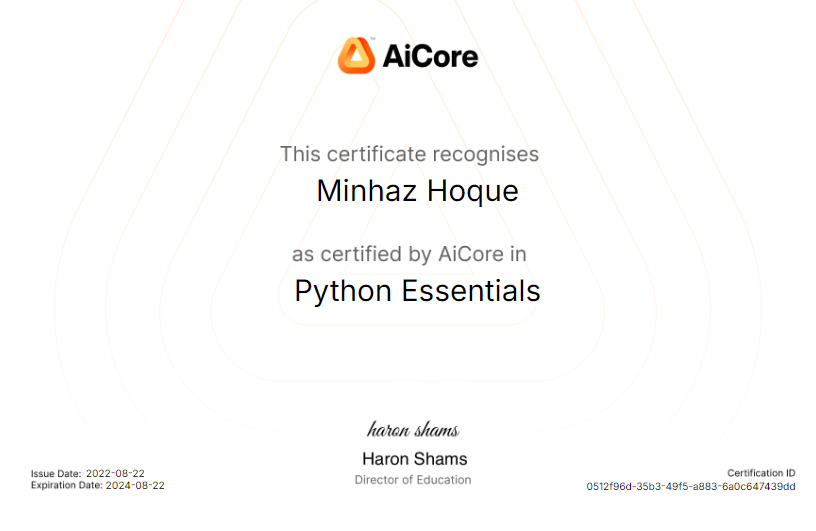 AiCore
This certificate recognises
Minhaz Hoque
as certified by AiCore in
Python Essentials
haron shams
Haron Shams
Director of Education
Issue Date: 2022-08-22
Expiration Date: 2024-08-22
Certification ID
0512f96d-35b3-49f5-a883-6a0c647439dd